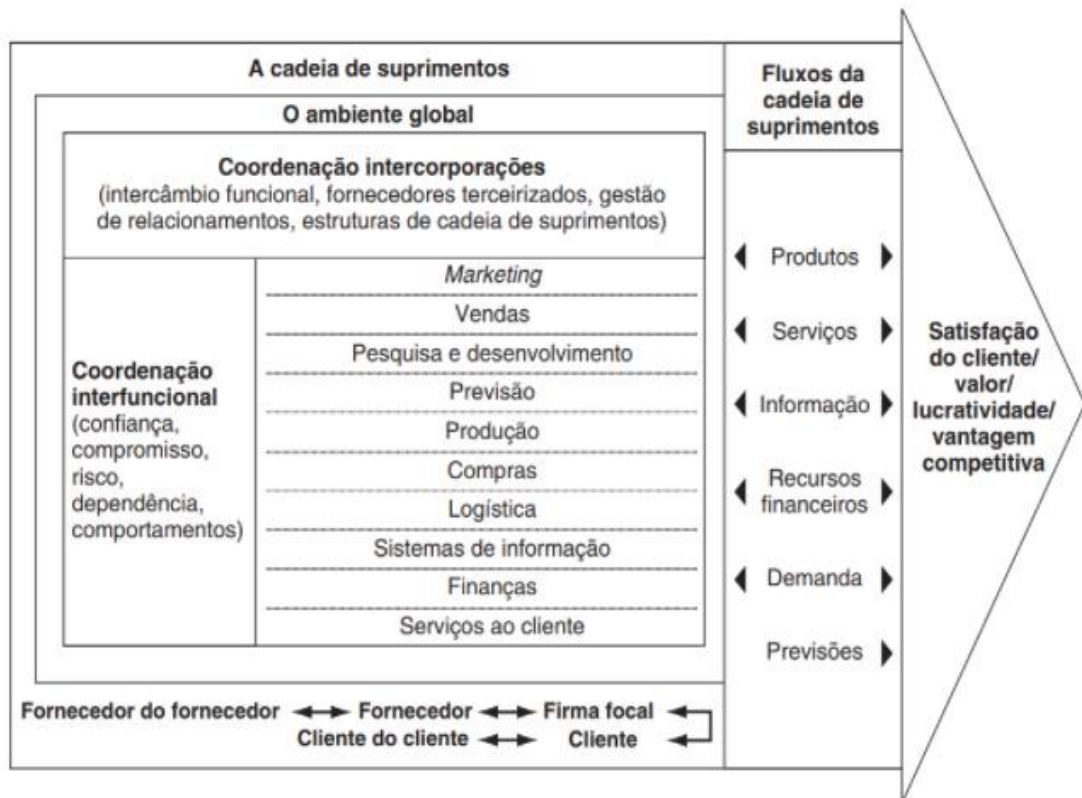 A cadeia de suprimentos
O ambiente global
Coordenação intercorporações
(intercâmbio funcional, fornecedores terceirizados, gestão
de relacionamentos, estruturas de cadeia de suprimentos)
Coordenação
interfuncional
(confiança,
compromisso,
risco,
dependência,
comportamentos)
Marketing
Vendas
Pesquisa e desenvolvimento
Previsão
Produção
Compras
Logística
Sistemas de informação
Finanças
Serviços ao cliente
Fornecedor do fornecedor Fornecedor Firma focal
Cliente do cliente Cliente
Fluxos da
cadeia de
suprimentos
Produtos
Serviços
Informação
Recursos
financeiros
Demanda
Previsões
Satisfação
do cliente/
valor/
lucratividade/
vantagem
competitiva